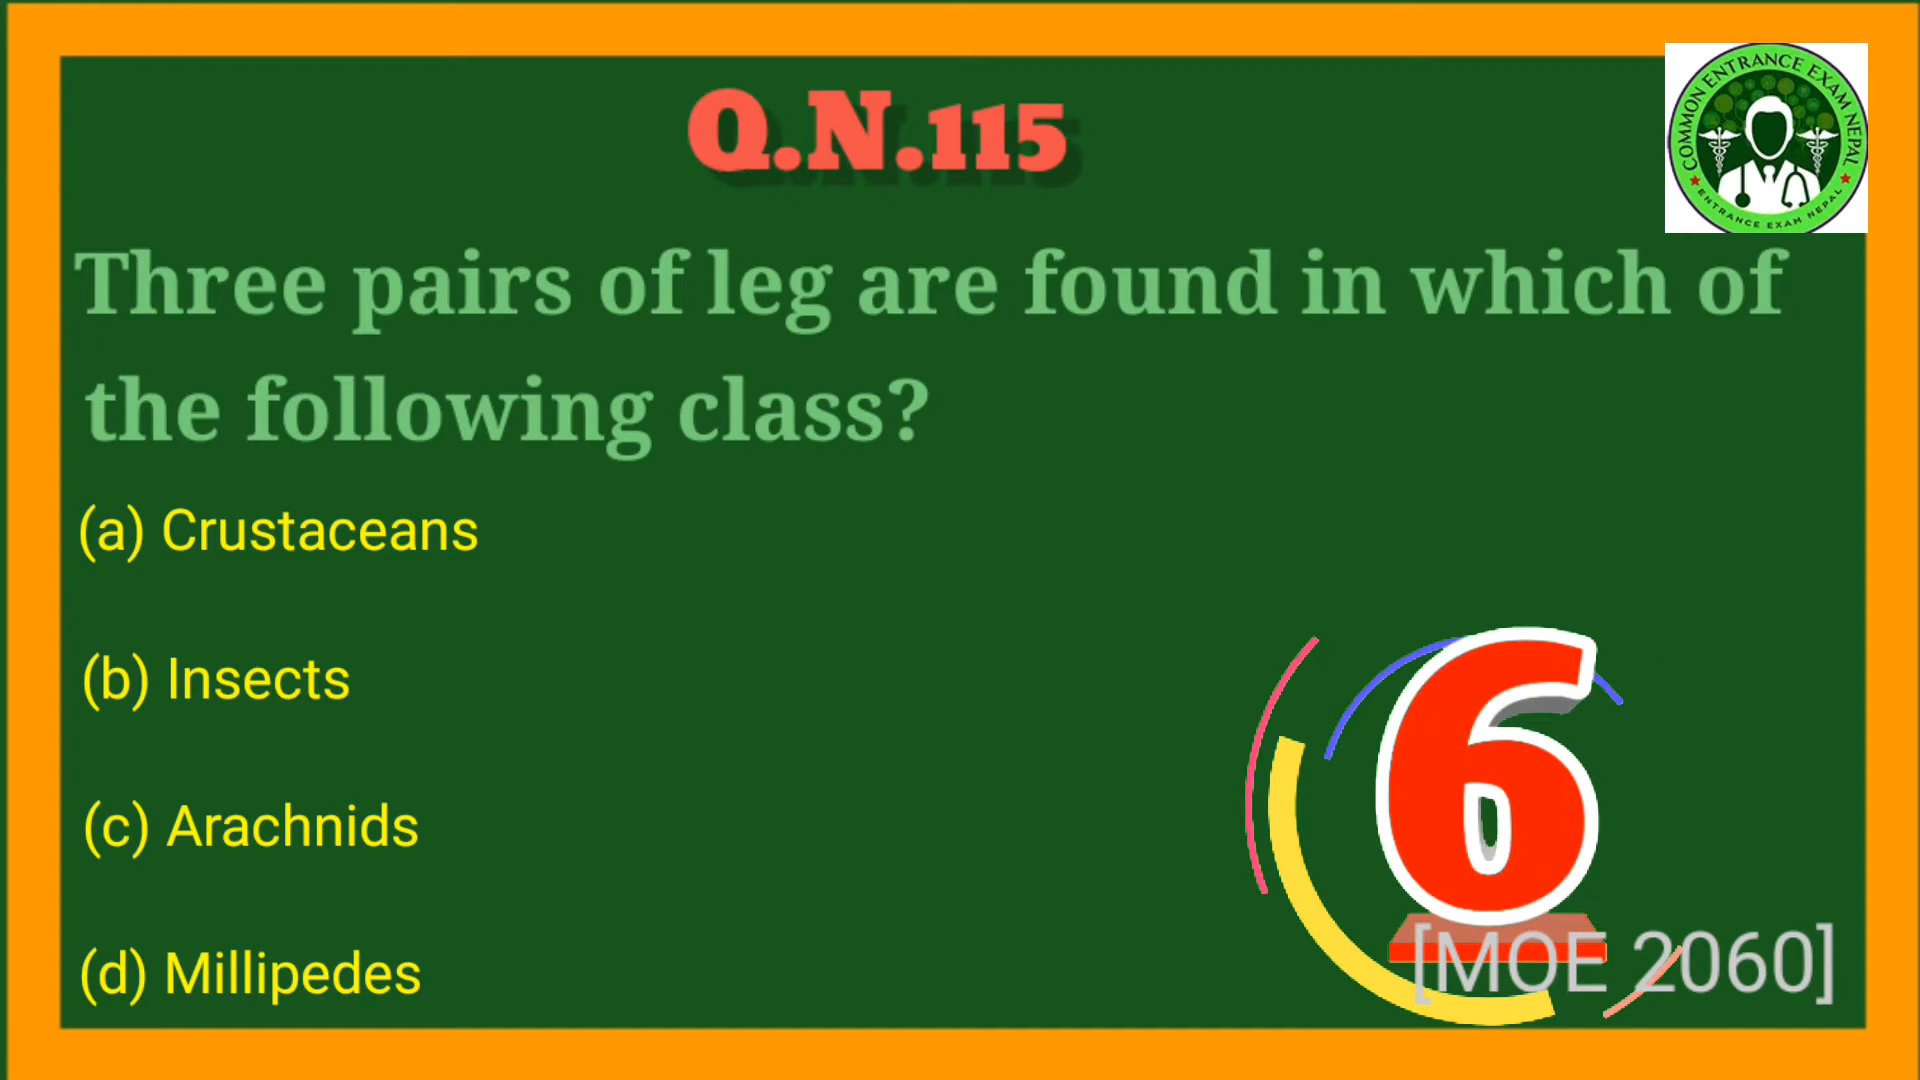 COMMON ENTRANCE EXAM NEPAL
ENTRANCE EXAM NEPAL
Q.N.115
Three pairs of leg are found in which of
the following class?
(a) Crustaceans
(b) Insects
(c) Arachnids
(d) Millipedes
6
[MOE 2060]